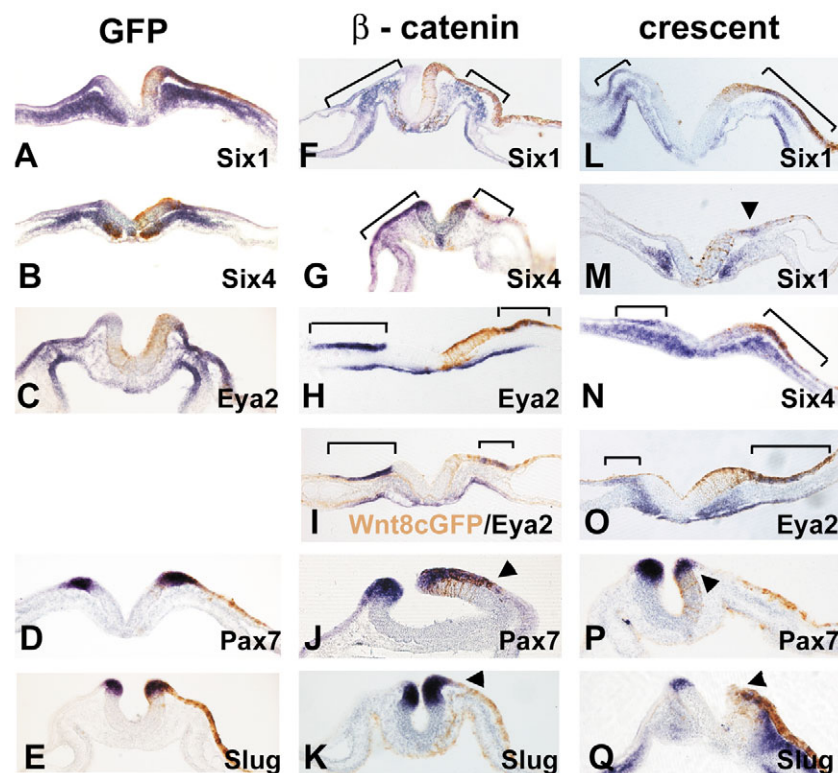 GFP β - catenin crescent
A Six1 F Six1 L Six1
B Six4 G Six4 M Six1
C Eya2 H Eya2 N Six4
I Wnt8cGFP/Eya2 O Eya2
D Pax7 J Pax7 P Pax7
E Slug K Slug Q Slug